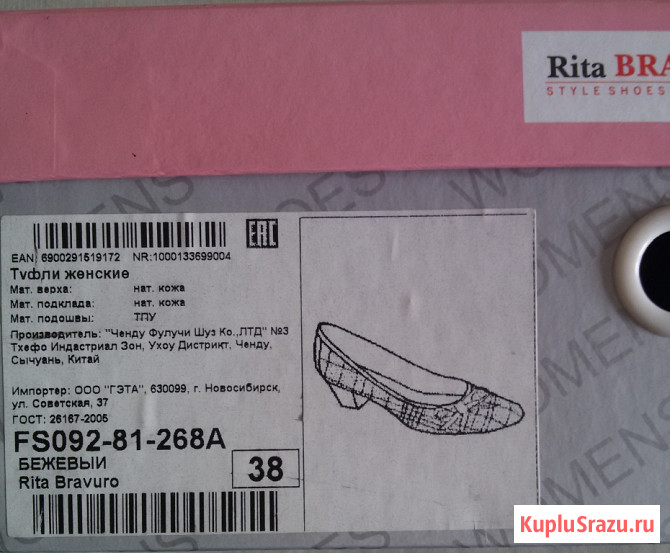 Rita BRA
STYLE SHOES
WOMENS SHOES WOMENS
EAC
EAN: 6900291519172 NR:1000133699004
Туфли женские
Мат. верха: нат. кожа
Мат. подклада: нат. кожа
Мат. подошвы: ТПУ
Производитель: "Ченду Фулучи Шуз Ко.,ЛТД" №3
Тхефо Индастриал Зон, Ухоу Дистрикт, Ченду,
Сычуань, Китай
Импортер: ООО "ГЭТА", 630099, г. Новосибирск,
ул. Советская, 37
ГОСТ: 26167-2005
FS092-81-268A
БЕЖЕВЫЙ
38
Rita Bravuro
KupluSrazu.ru
КуплюСразу.ру